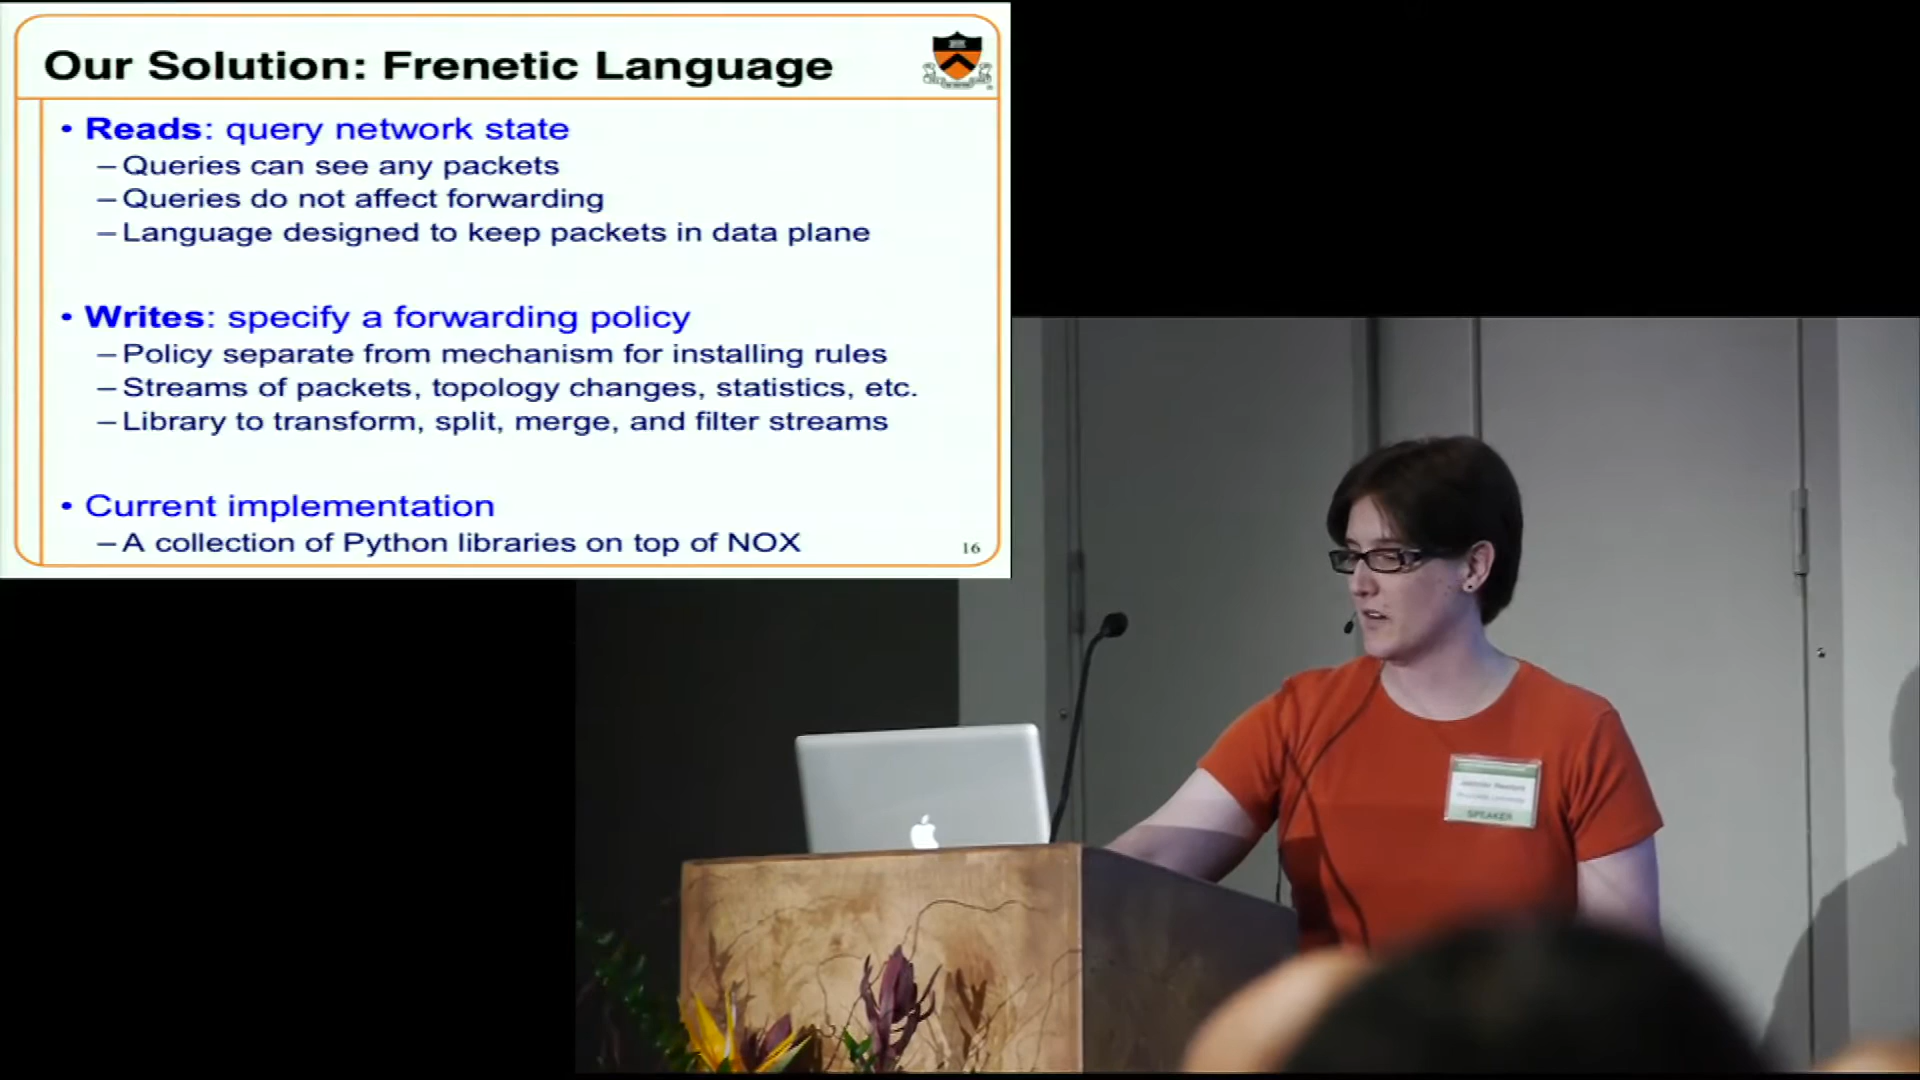 Our Solution: Frenetic Language
• Reads: query network state
– Queries can see any packets
– Queries do not affect forwarding
– Language designed to keep packets in data plane
• Writes: specify a forwarding policy
– Policy separate from mechanism for installing rules
– Streams of packets, topology changes, statistics, etc.
– Library to transform, split, merge, and filter streams
• Current implementation
– A collection of Python libraries on top of NOX
16
SPEAKER